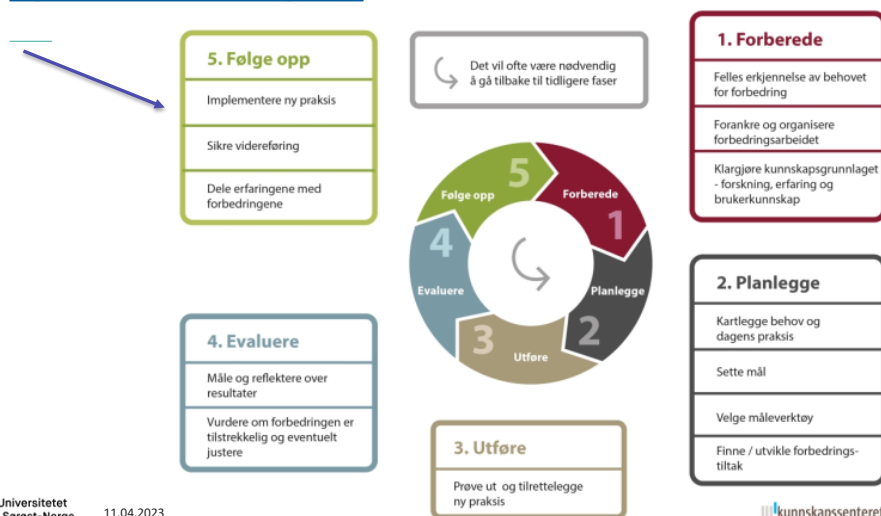 5. Følge opp
Implementere ny praksis
Sikre videreføring
Dele erfaringene med
forbedringene
Det vil ofte være nødvendig
å gå tilbake til tidligere faser
1. Forberede
Felles erkjennelse av behovet
for forbedring
Forankre og organisere
forbedringsarbeidet
Klargjøre kunnskapsgrunnlaget
- forskning, erfaring og
brukerkunnskap
5
Følge opp
Forberede
1
4
Evaluere
Planlegge
2
3
Utføre
2. Planlegge
Kartlegge behov og
dagens praksis
Sette mål
Velge måleverktøy
Finne / utvikle forbedrings-
tiltak
4. Evaluere
Måle og reflektere over
resultater
Vurdere om forbedringen er
tilstrekkelig og eventuelt
justere
3. Utføre
Prøve ut og tilrettelegge
ny praksis
Universitetet
11.04.2023
kunnskapssenteret